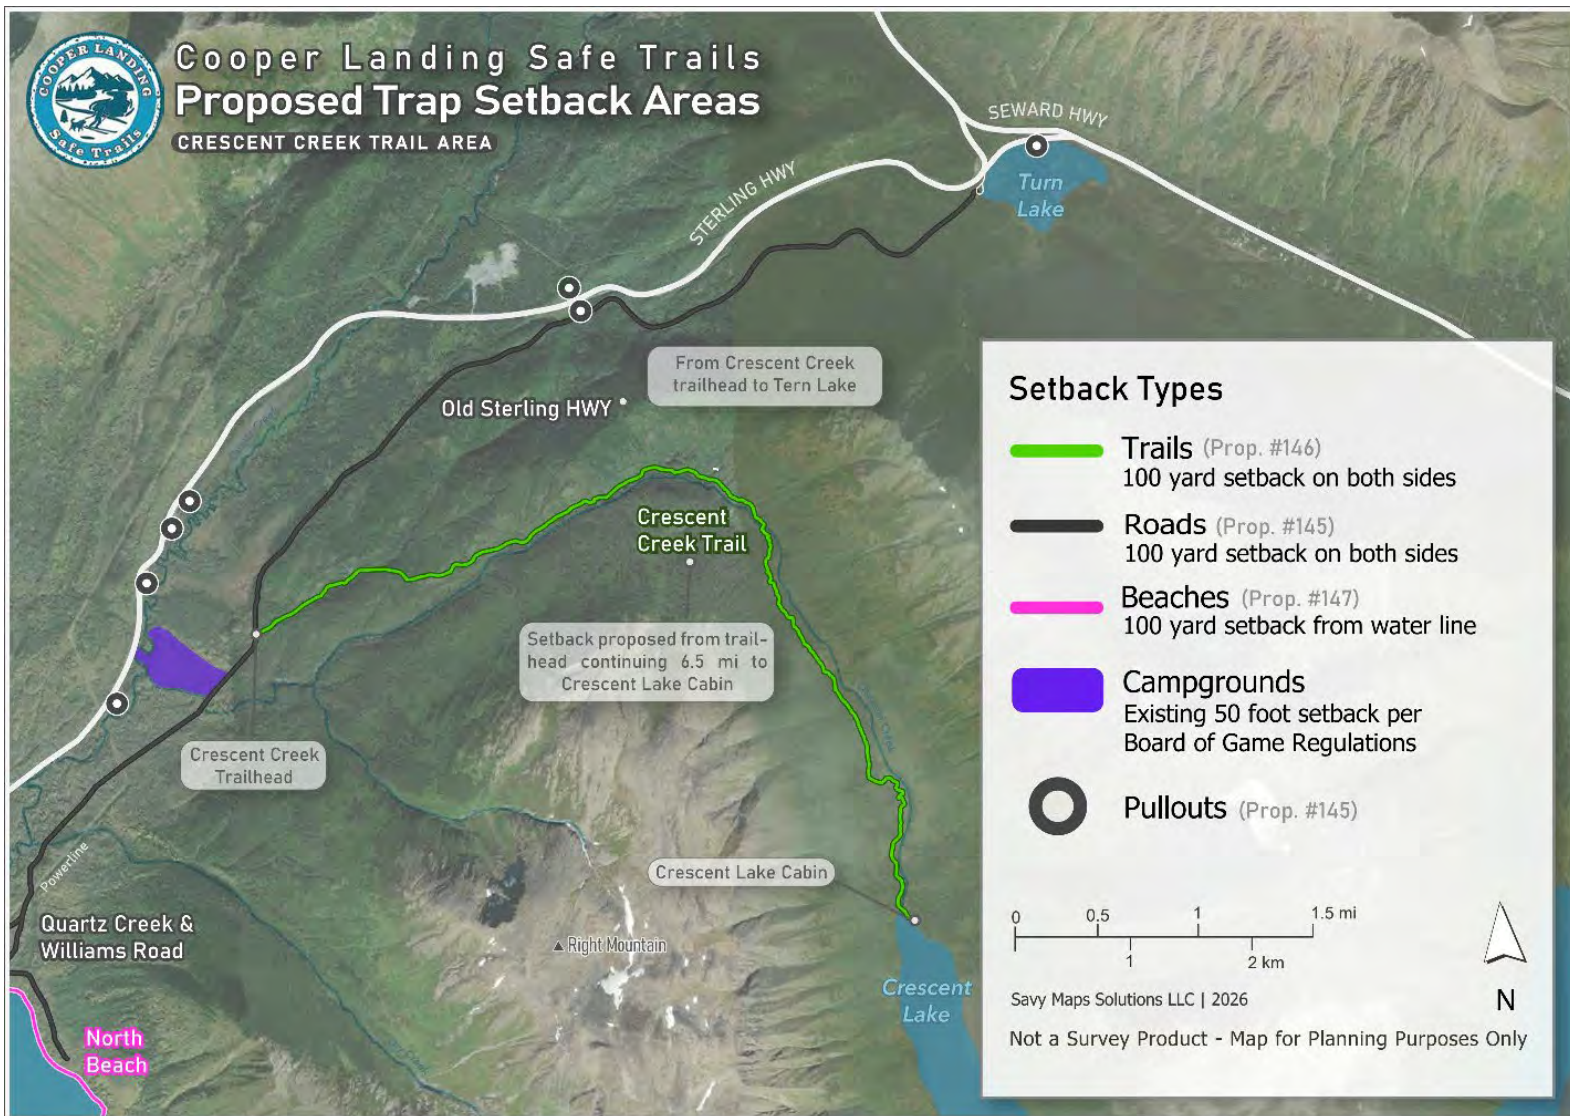 COOPER LANDING
Safe Trails
Cooper Landing Safe Trails
Proposed Trap Setback Areas
CRESCENT CREEK TRAIL AREA
SEWARD HWY
STERLING HWY
Turn
Lake
From Crescent Creek
trailhead to Tern Lake
Old Sterling HWY
Crescent
Creek Trail
Setback proposed from trail-
head continuing 6.5 mi to
Crescent Lake Cabin
Crescent Creek
Trailhead
Powerline
Crescent Lake Cabin
Quartz Creek &
Williams Road
Right Mountain
Crescent
Lake
North
Beach
Setback Types
Trails (Prop. #146)
100 yard setback on both sides
Roads (Prop. #145)
100 yard setback on both sides
Beaches (Prop. #147)
100 yard setback from water line
Campgrounds
Existing 50 foot setback per
Board of Game Regulations
Pullouts (Prop. #145)
0 0.5 1 1.5 mi
1 2 km
N
Savy Maps Solutions LLC | 2026
Not a Survey Product - Map for Planning Purposes Only